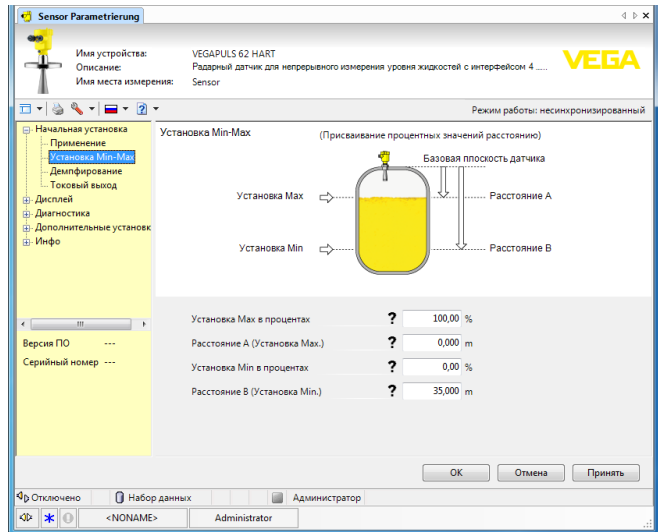 Sensor Parametrierung
Имя устройства: VEGAPULS 62 HART
Описание: Радарный датчик для непрерывного измерения уровня жидкостей с интерфейсом 4 ......
Имя места измерения: Sensor
VEGA
Режим работы: несинхронизированный
Начальная установка
Применение
Установка Min-Max
Демпфирование
Токовый выход
Дисплей
Диагностика
Дополнительные установк
Инфо
Версия ПО ---
Серийный номер ---
Установка Min-Max
(Присваивание процентных значений расстоянию)
Базовая плоскость датчика
Установка Max
Расстояние A
Установка Min
Расстояние B
Установка Max в процентах ? 100,00 %
Расстояние A (Установка Max.) ? 0,000 m
Установка Min в процентах ? 0,00 %
Расстояние B (Установка Min.) ? 35,000 m
OK Отмена Принять
Отключено Набор данных Администратор
<NONAME> Administrator